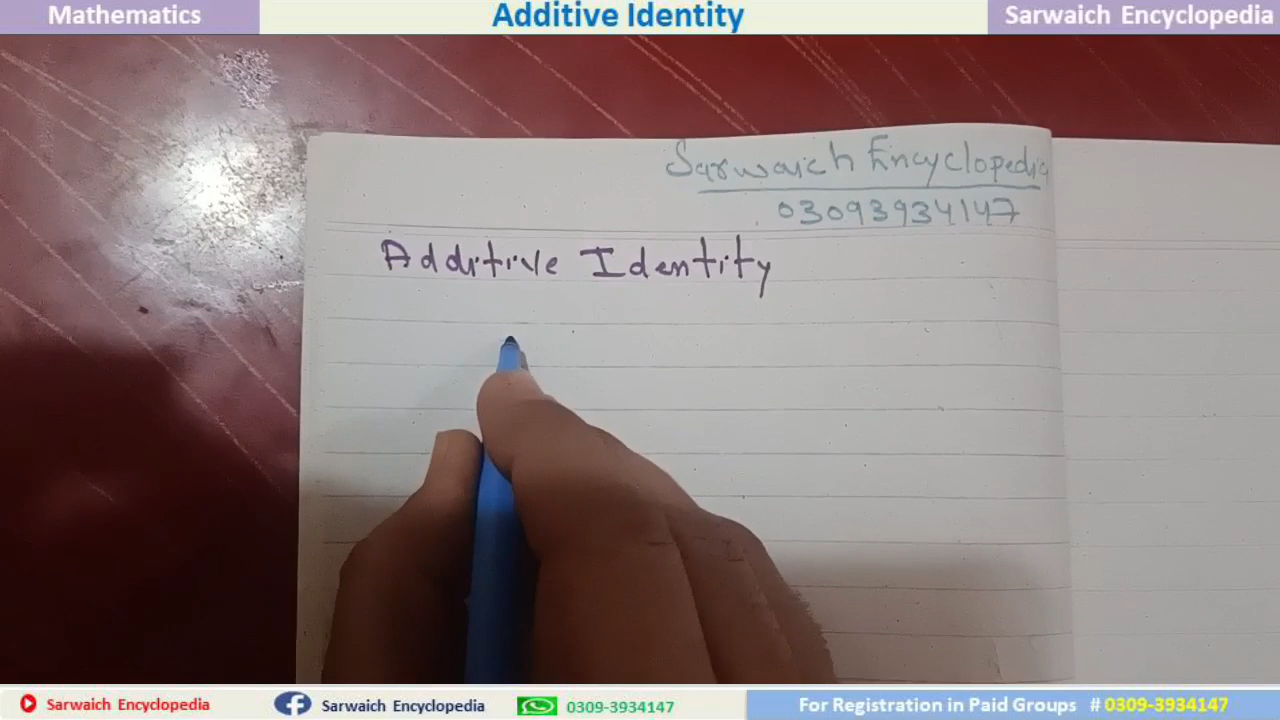 Mathematics
Additive Identity
Sarwaich Encyclopedia
Sarwaich Encyclopedia
03093934147
Additive Identity
Sarwaich Encyclopedia
Sarwaich Encyclopedia
0309-3934147
For Registration in Paid Groups # 0309-3934147